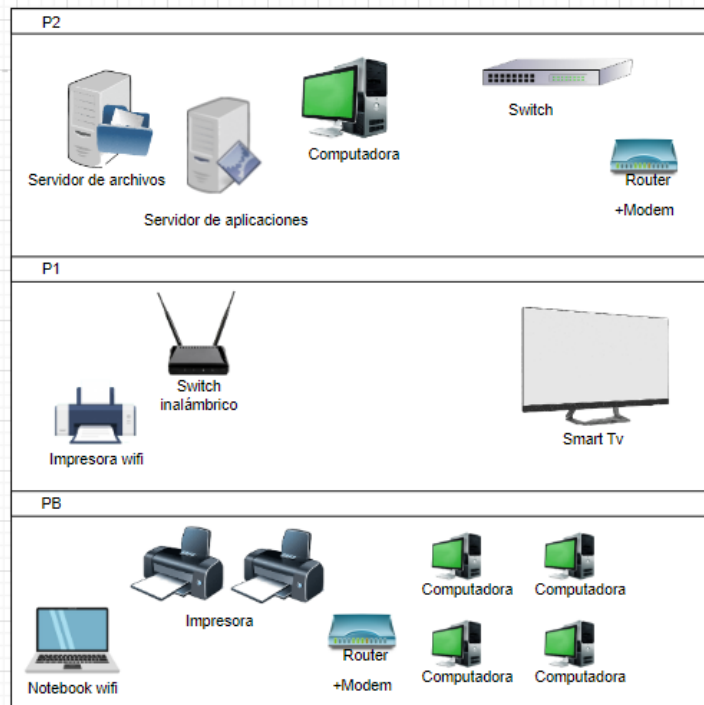 P2
Servidor de archivos
Servidor de aplicaciones
Computadora
Switch
Router
+Modem
P1
Switch
inalámbrico
Impresora wifi
Smart Tv
PB
Impresora
Notebook wifi
Router
+Modem
Computadora
Computadora
Computadora
Computadora